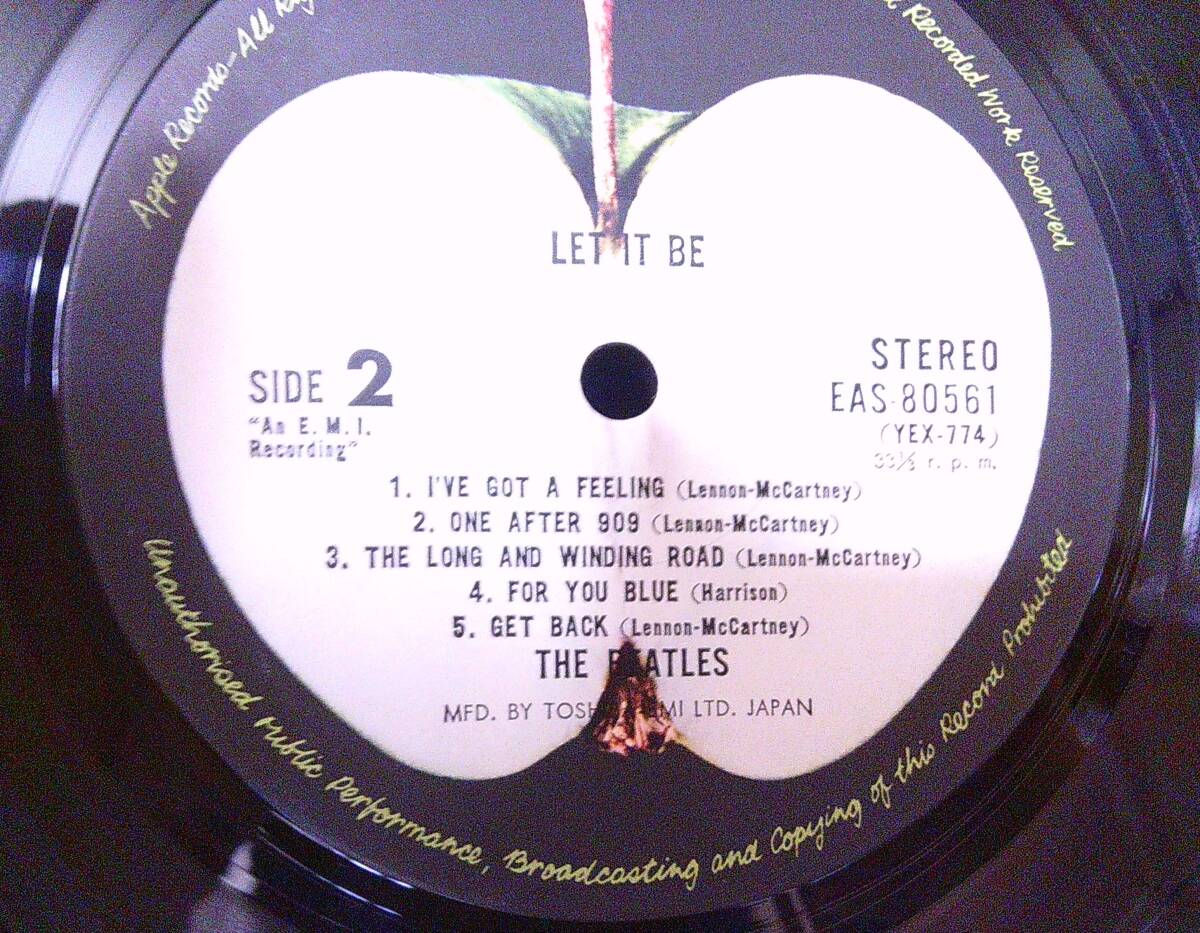 Apple Records—All
Recorded Work Reserved
LET IT BE
SIDE 2
"An E. M. I.
Recording"
STEREO
EAS-80561
(YEX-774)
33⅓ r. p. m.
1. I'VE GOT A FEELING (Lennon-McCartney)
2. ONE AFTER 909 (Lennon-McCartney)
3. THE LONG AND WINDING ROAD (Lennon-McCartney)
4. FOR YOU BLUE (Harrison)
5. GET BACK (Lennon-McCartney)
THE BEATLES
MFD. BY TOSHIBA EMI LTD. JAPAN
Unauthorised Public Performance, Broadcasting and Copying of this Record Prohibited